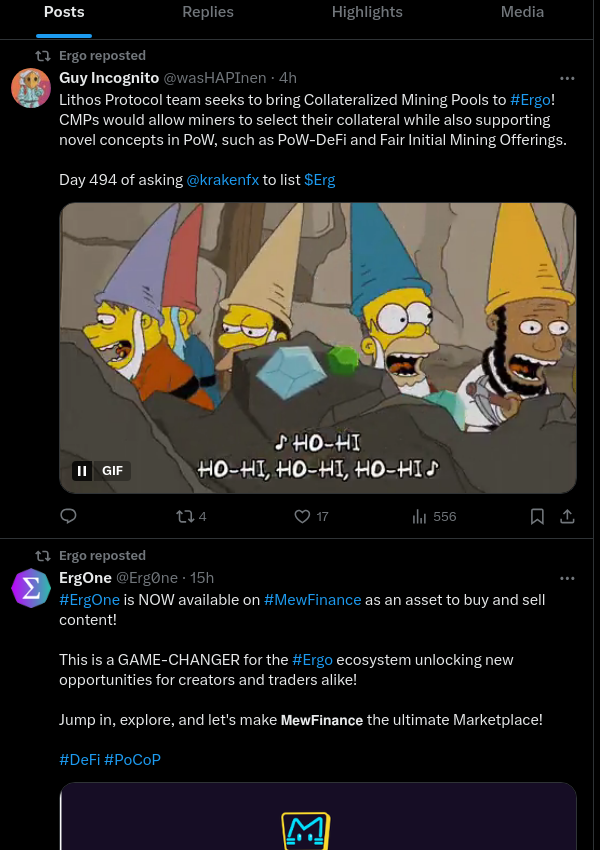 Posts Replies Highlights Media
Ergo reposted
Guy Incognito @wasHAPInen · 4h
Lithos Protocol team seeks to bring Collateralized Mining Pools to #Ergo!
CMPs would allow miners to select their collateral while also supporting
novel concepts in PoW, such as PoW-DeFi and Fair Initial Mining Offerings.
Day 494 of asking @krakenfx to list $Erg
♪ HO-HI
HO-HI, HO-HI, HO-HI ♪
GIF
4 17 556
Ergo reposted
ErgOne @Erg0ne · 15h
#ErgOne is NOW available on #MewFinance as an asset to buy and sell
content!
This is a GAME-CHANGER for the #Ergo ecosystem unlocking new
opportunities for creators and traders alike!
Jump in, explore, and let's make MewFinance the ultimate Marketplace!
#DeFi #PoCoP